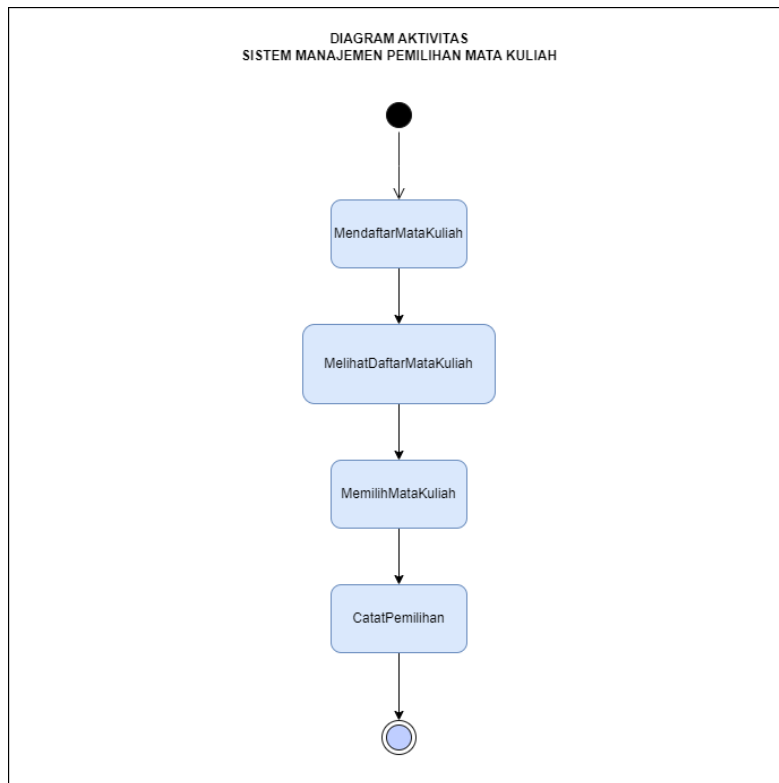 DIAGRAM AKTIVITAS
SISTEM MANAJEMEN PEMILIHAN MATA KULIAH
MendaftarMataKuliah
MelihatDaftarMataKuliah
MemilihMataKuliah
CatatPemilihan